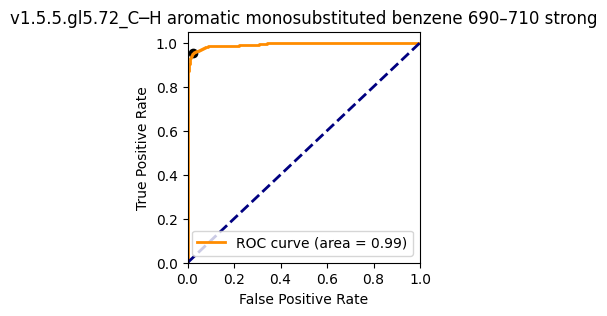 v1.5.5.gl5.72_C─H aromatic monosubstituted benzene 690–710 strong
1.0
0.8
0.6
0.4
0.2
0.0
True Positive Rate
ROC curve (area = 0.99)
0.0 0.2 0.4 0.6 0.8 1.0
False Positive Rate